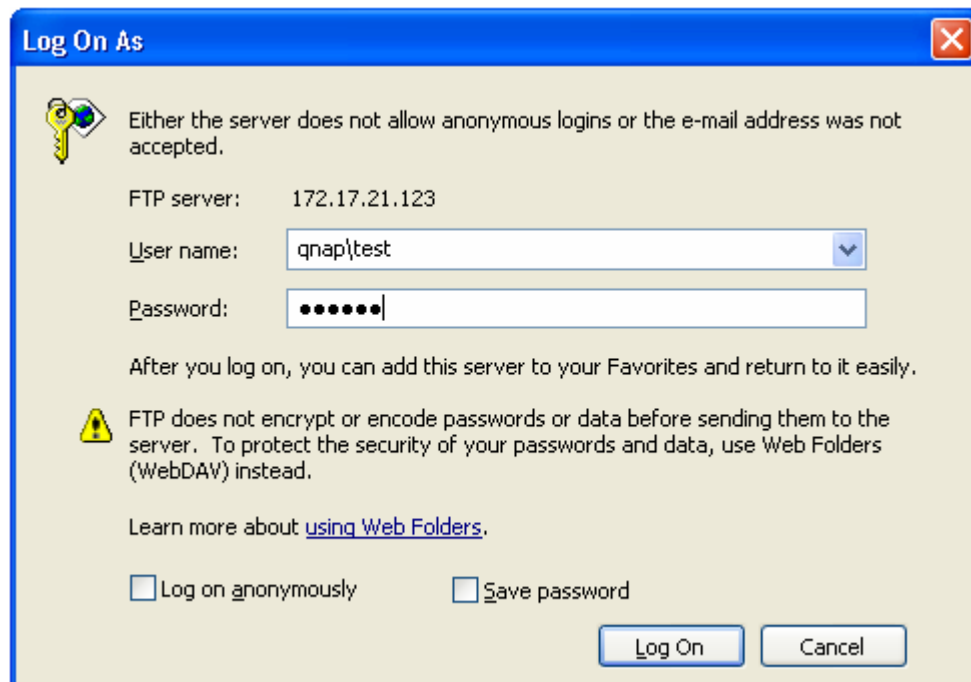 Log On As
Either the server does not allow anonymous logins or the e-mail address was not
accepted.
FTP server: 172.17.21.123
User name: qnap\test
Password: ●●●●●●
After you log on, you can add this server to your Favorites and return to it easily.
FTP does not encrypt or encode passwords or data before sending them to the
server.  To protect the security of your passwords and data, use Web Folders
(WebDAV) instead.
Learn more about using Web Folders.
Log on anonymously Save password
Log On Cancel